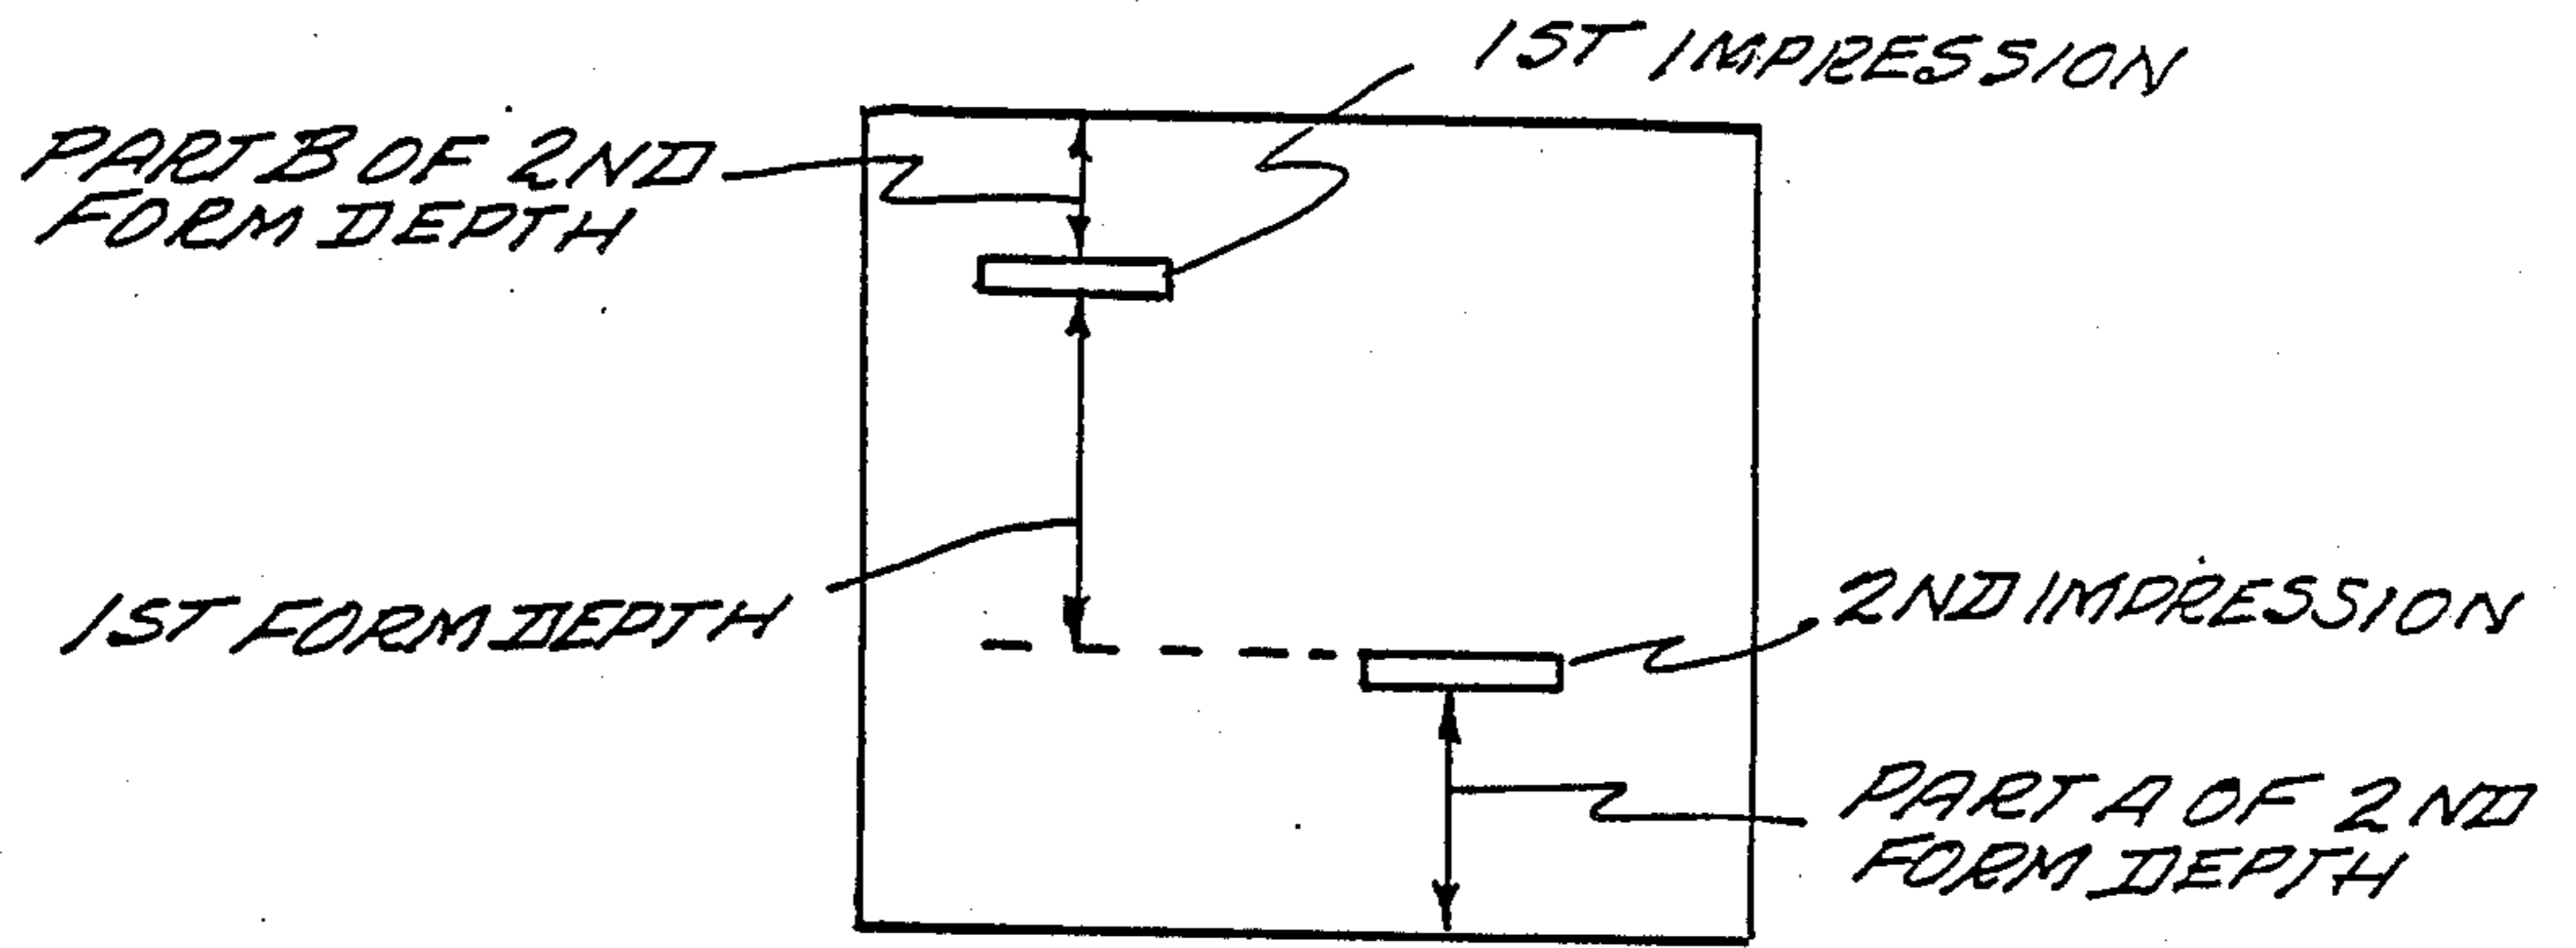 1ST IMPRESSION
PART B OF 2ND
FORM DEPTH
1ST FORM DEPTH
2ND IMPRESSION
PART A OF 2ND
FORM DEPTH